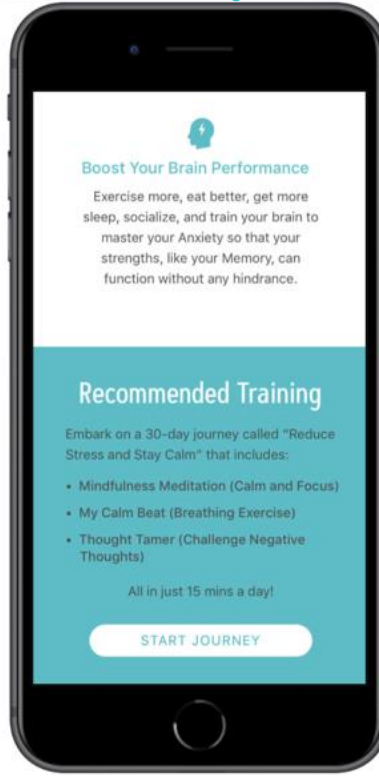 Boost Your Brain Performance
Exercise more, eat better, get more
sleep, socialize, and train your brain to
master your Anxiety so that your
strengths, like your Memory, can
function without any hindrance.
Recommended Training
Embark on a 30-day journey called "Reduce
Stress and Stay Calm" that includes:
• Mindfulness Meditation (Calm and Focus)
• My Calm Beat (Breathing Exercise)
• Thought Tamer (Challenge Negative
Thoughts)
All in just 15 mins a day!
START JOURNEY